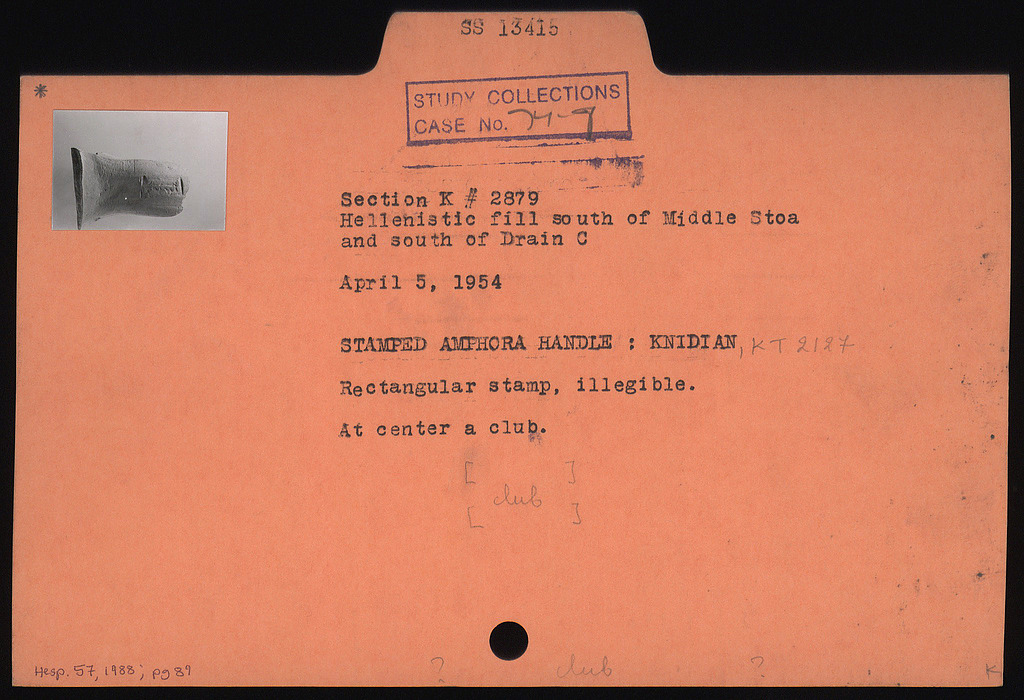 SS 13415
*
STUDY COLLECTIONS
CASE No. 74-9
Section K # 2879
Hellenistic fill south of Middle Stoa
and south of Drain C
April 5, 1954
STAMPED AMPHORA HANDLE : KNIDIAN, KT 2127
Rectangular stamp, illegible.
At center a club.
[ ]
club
[ ]
Hesp. 57, 1988; pg 89
? club ?
K